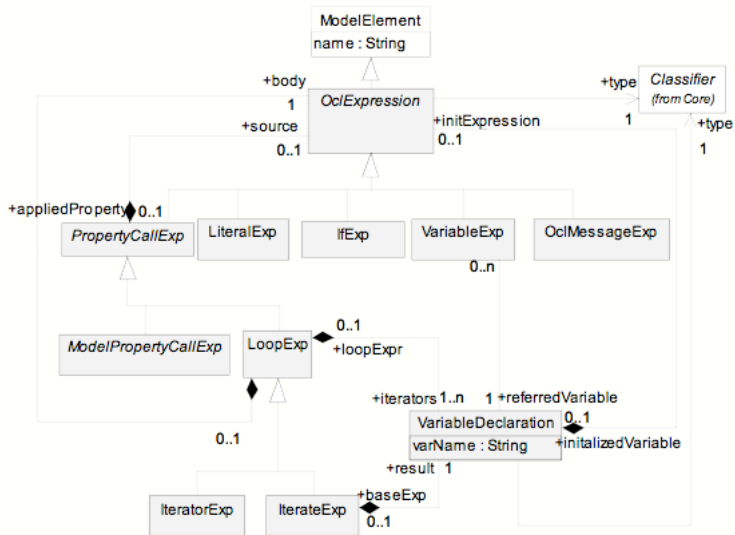 ModelElement
name : String
+body
1
OclExpression
+type
1
Classifier
(from Core)
+type
1
+source
0..1
+initExpression
0..1
+appliedProperty
0..1
PropertyCallExp
LiteralExp
IfExp
VariableExp
OclMessageExp
0..n
ModelPropertyCallExp
LoopExp
0..1
+loopExpr
+iterators
1..n
1
+referredVariable
0..1
VariableDeclaration
0..1
varName : String
+initalizedVariable
+result
1
IteratorExp
IterateExp
+baseExp
0..1